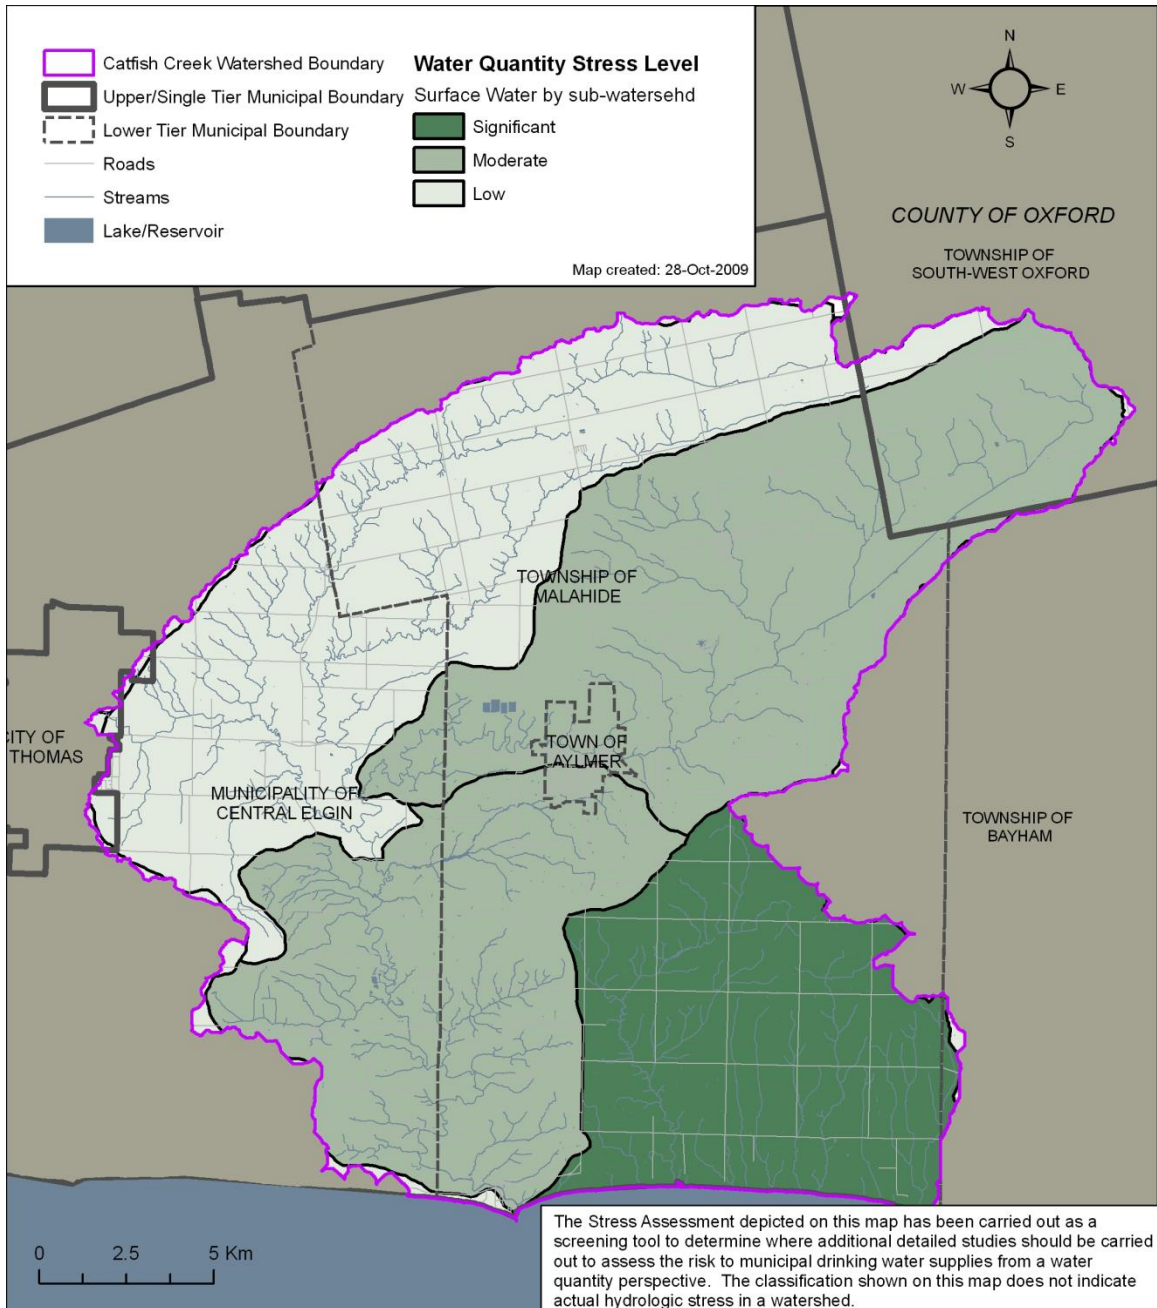 Catfish Creek Watershed Boundary
Upper/Single Tier Municipal Boundary
Lower Tier Municipal Boundary
Roads
Streams
Lake/Reservoir
Water Quantity Stress Level
Surface Water by sub-watersehd
Significant
Moderate
Low
Map created: 28-Oct-2009
N
W
E
S
COUNTY OF OXFORD
TOWNSHIP OF
SOUTH-WEST OXFORD
TOWNSHIP OF
MALAHIDE
CITY OF
THOMAS
TOWN OF
AYLMER
MUNICIPALITY OF
CENTRAL ELGIN
TOWNSHIP OF
BAYHAM
0 2.5 5 Km
The Stress Assessment depicted on this map has been carried out as a
screening tool to determine where additional detailed studies should be carried
out to assess the risk to municipal drinking water supplies from a water
quantity perspective. The classification shown on this map does not indicate
actual hydrologic stress in a watershed.